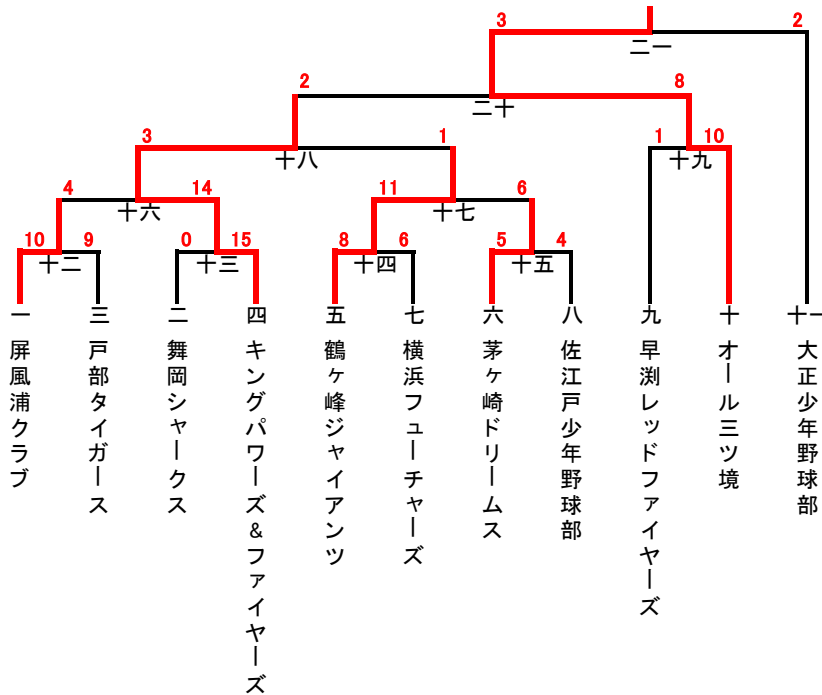 3 2
二一
2 8
二十
3 1 1 10
十八 十九
4 14 11 6
十六 十七
10 9 0 15 8 6 5 4
十二 十三 十四 十五
一 屏風浦クラブ
三 戸部タイガース
二 舞岡シャークス
四 キングパワーズ&ファイヤーズ
五 鶴ヶ峰ジャイアンツ
七 横浜フューチャーズ
六 茅ヶ崎ドリームス
八 佐江戸少年野球部
九 早渕レッドファイヤーズ
十 オール三ツ境
十一 大正少年野球部